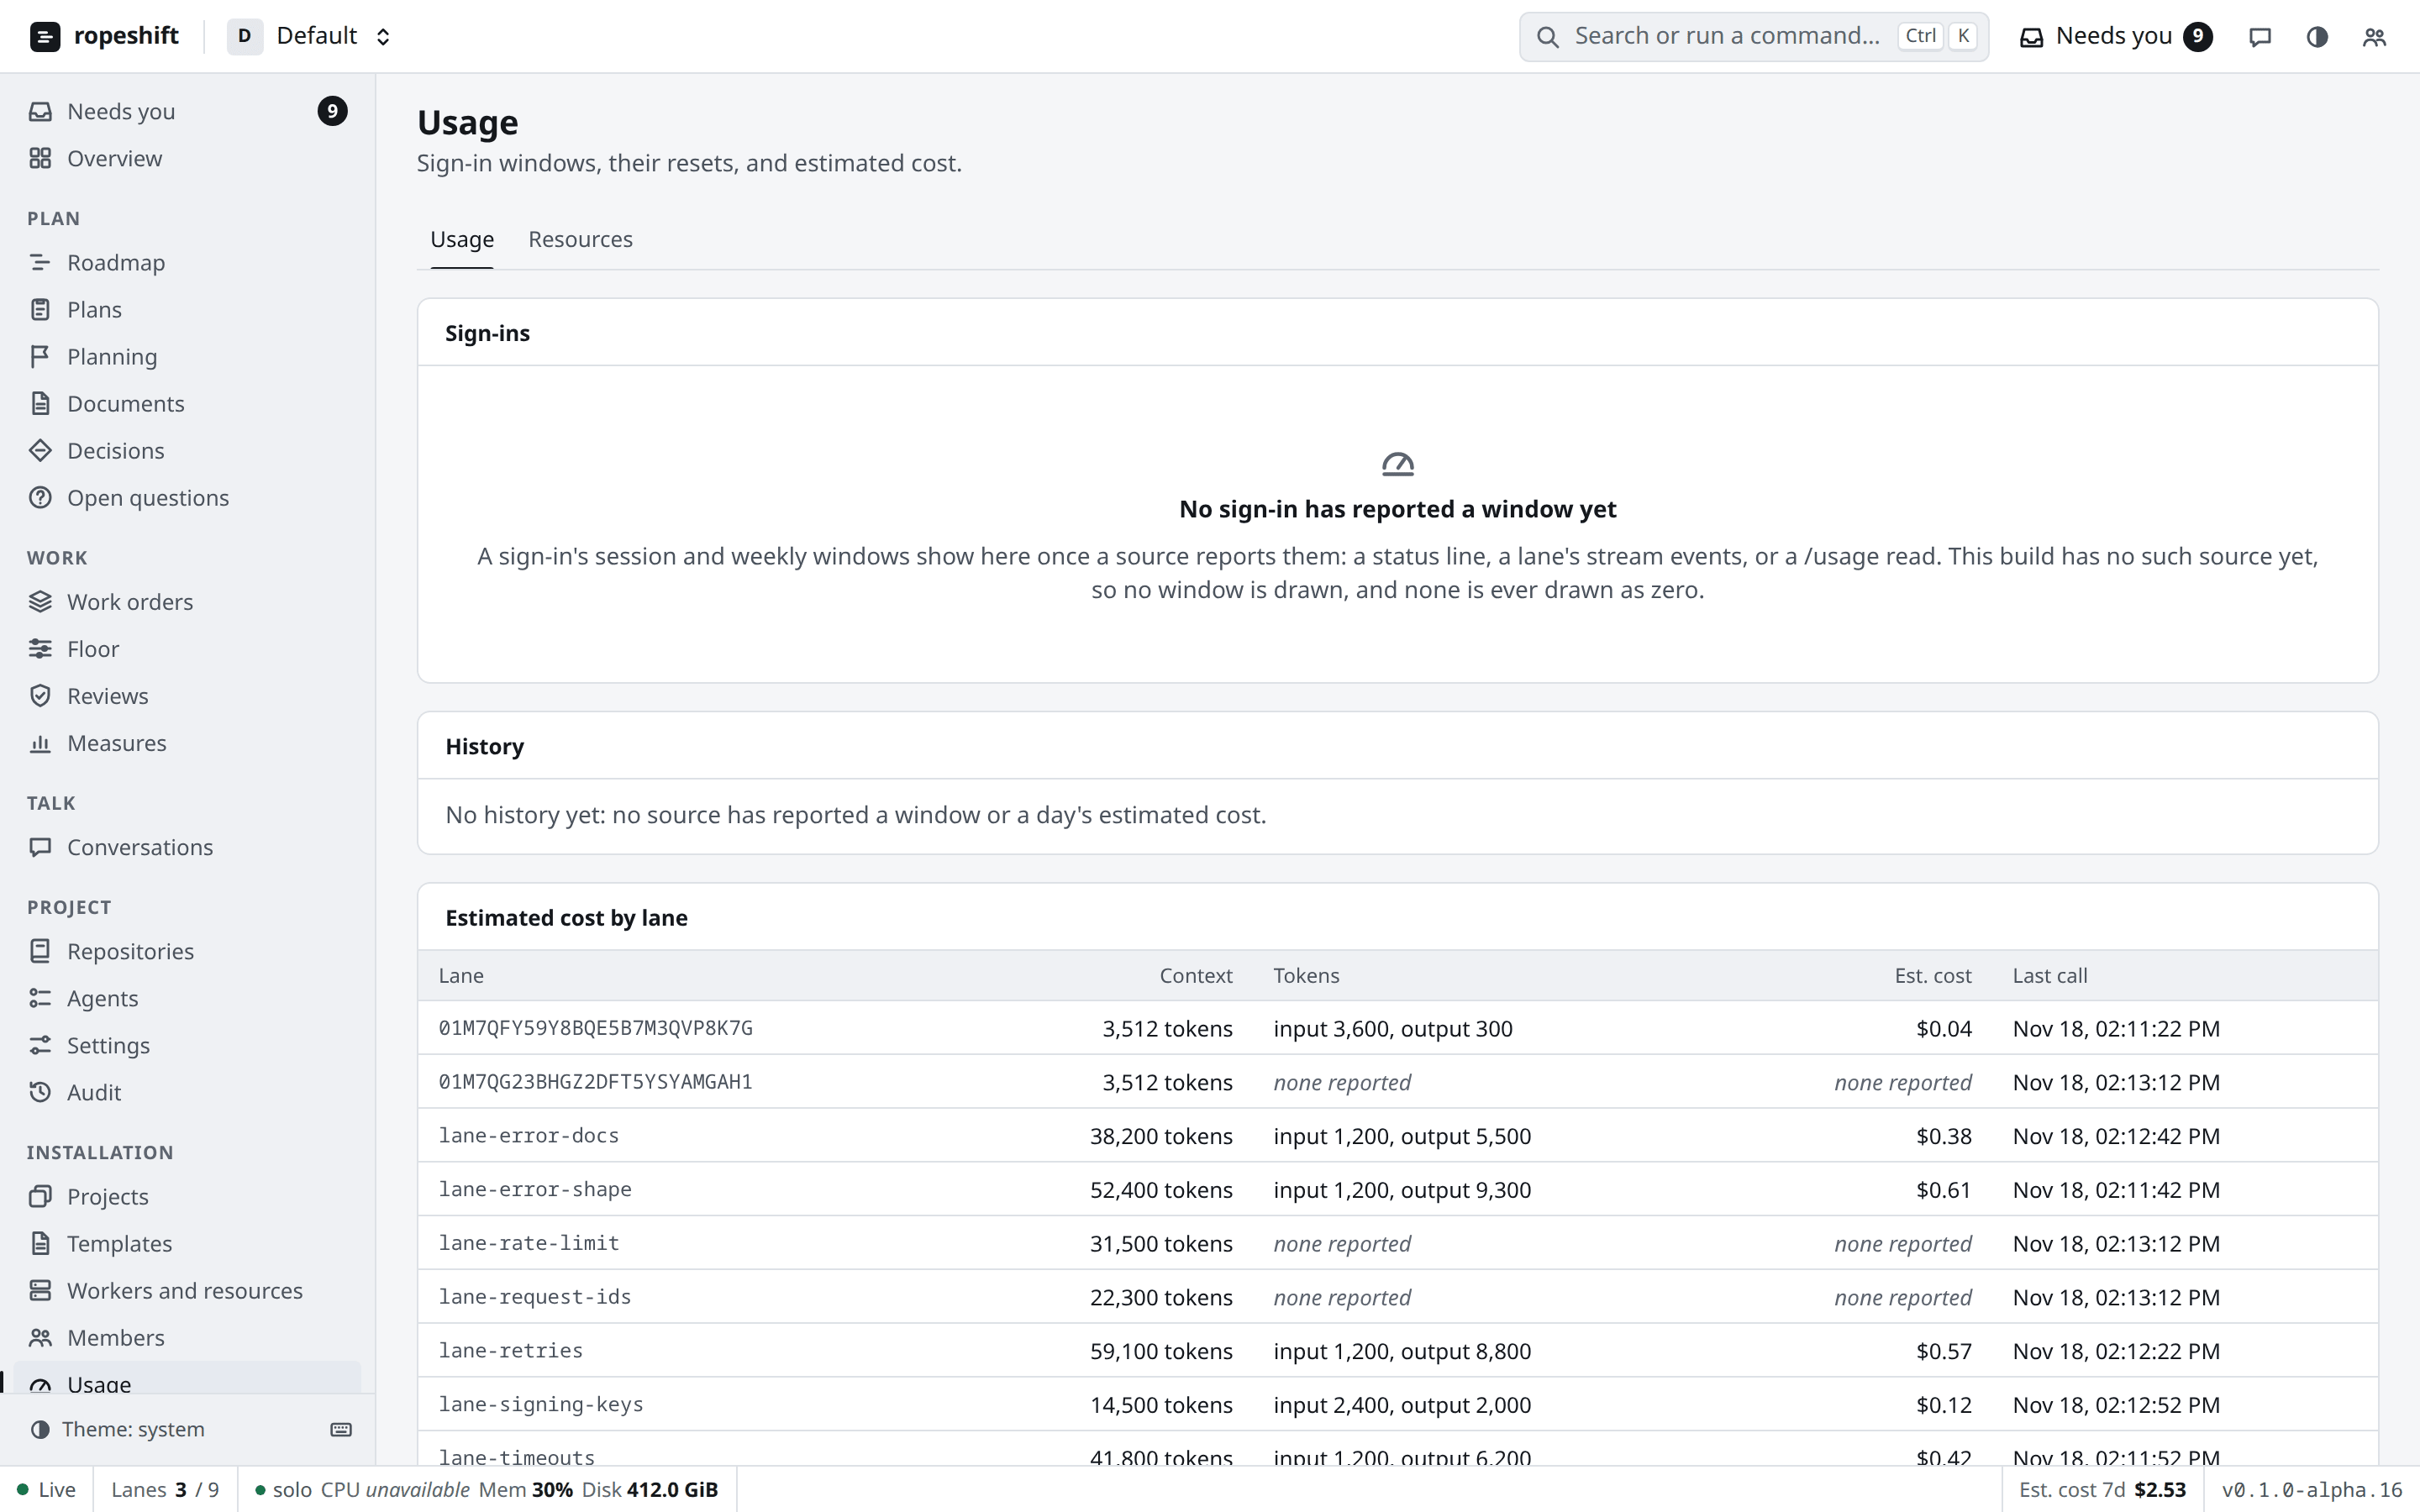 ropeshift
D Default
Search or run a command... Ctrl K
Needs you 9
Needs you 9
Overview
PLAN
Roadmap
Plans
Planning
Documents
Decisions
Open questions
WORK
Work orders
Floor
Reviews
Measures
TALK
Conversations
PROJECT
Repositories
Agents
Settings
Audit
INSTALLATION
Projects
Templates
Workers and resources
Members
Usage
Theme: system
Usage
Sign-in windows, their resets, and estimated cost.
Usage Resources
Sign-ins
No sign-in has reported a window yet
A sign-in's session and weekly windows show here once a source reports them: a status line, a lane's stream events, or a /usage read. This build has no such source yet,
so no window is drawn, and none is ever drawn as zero.
History
No history yet: no source has reported a window or a day's estimated cost.
Estimated cost by lane
Lane Context Tokens Est. cost Last call
01M7QFY59Y8BQE5B7M3QVP8K7G 3,512 tokens input 3,600, output 300 $0.04 Nov 18, 02:11:22 PM
01M7QG23BHGZ2DFT5YSYAMGAH1 3,512 tokens none reported none reported Nov 18, 02:13:12 PM
lane-error-docs 38,200 tokens input 1,200, output 5,500 $0.38 Nov 18, 02:12:42 PM
lane-error-shape 52,400 tokens input 1,200, output 9,300 $0.61 Nov 18, 02:11:42 PM
lane-rate-limit 31,500 tokens none reported none reported Nov 18, 02:13:12 PM
lane-request-ids 22,300 tokens none reported none reported Nov 18, 02:13:12 PM
lane-retries 59,100 tokens input 1,200, output 8,800 $0.57 Nov 18, 02:12:22 PM
lane-signing-keys 14,500 tokens input 2,400, output 2,000 $0.12 Nov 18, 02:12:52 PM
lane-timeouts 41,800 tokens input 1,200, output 6,200 $0.42 Nov 18, 02:11:52 PM
Live Lanes 3 / 9 solo CPU unavailable Mem 30% Disk 412.0 GiB Est. cost 7d $2.53 v0.1.0-alpha.16